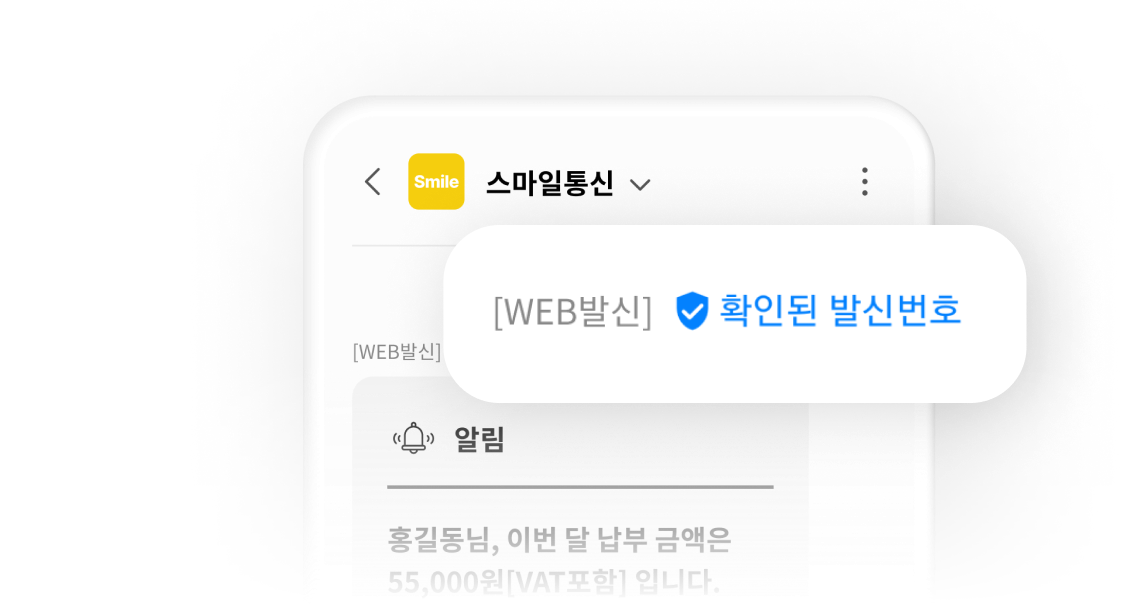 Smile 스마일통신
[WEB발신] 확인된 발신번호
[WEB발신]
알림
홍길동님, 이번 달 납부 금액은
55,000원[VAT포함] 입니다.